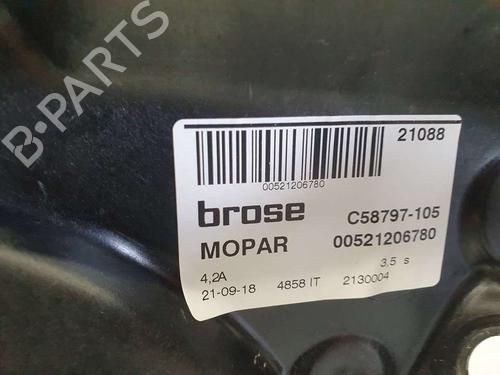 B-PARTS
21088
00521206780
brose C58797-105
MOPAR 00521206780
4,2A 3.5 s
21-09-18 4858 IT 2130004